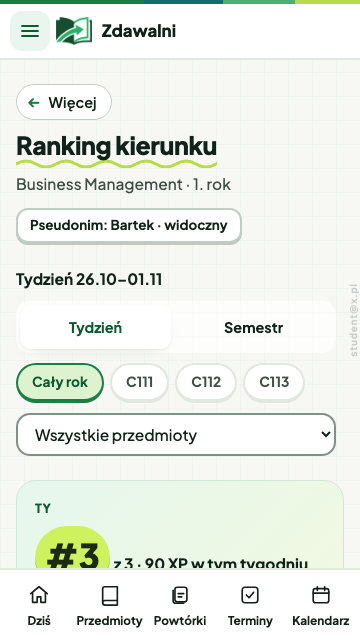 Zdawalni
← Więcej
Ranking kierunku
Business Management · 1. rok
Pseudonim: Bartek · widoczny
Tydzień 26.10–01.11
Tydzień Semestr
Cały rok C111 C112 C113
Wszystkie przedmioty
student@x.pl
TY
#3 z 3 · 90 XP w tym tygodniu
Dziś Przedmioty Powtórki Terminy Kalendarz